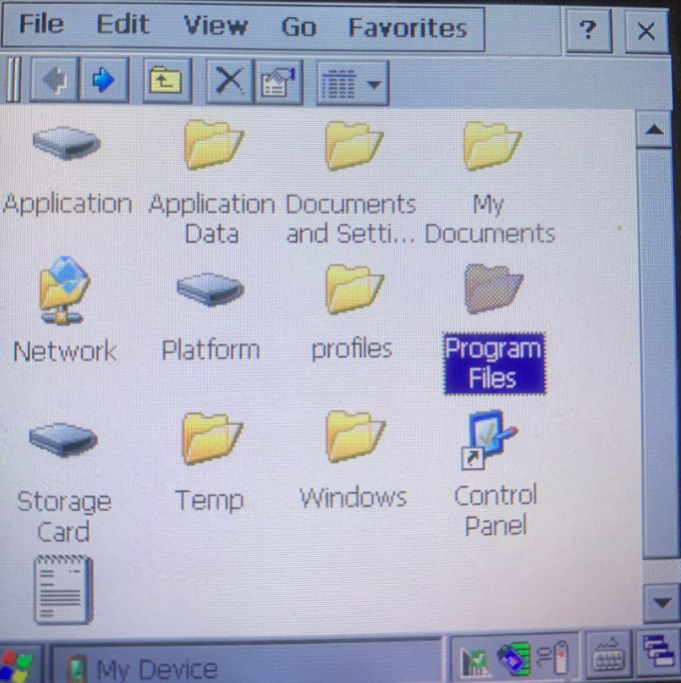 File Edit View Go Favorites ?
Application Application Documents My
Data and Setti... Documents
Network Platform profiles Program
Files
Storage Temp Windows Control
Card Panel
My Device